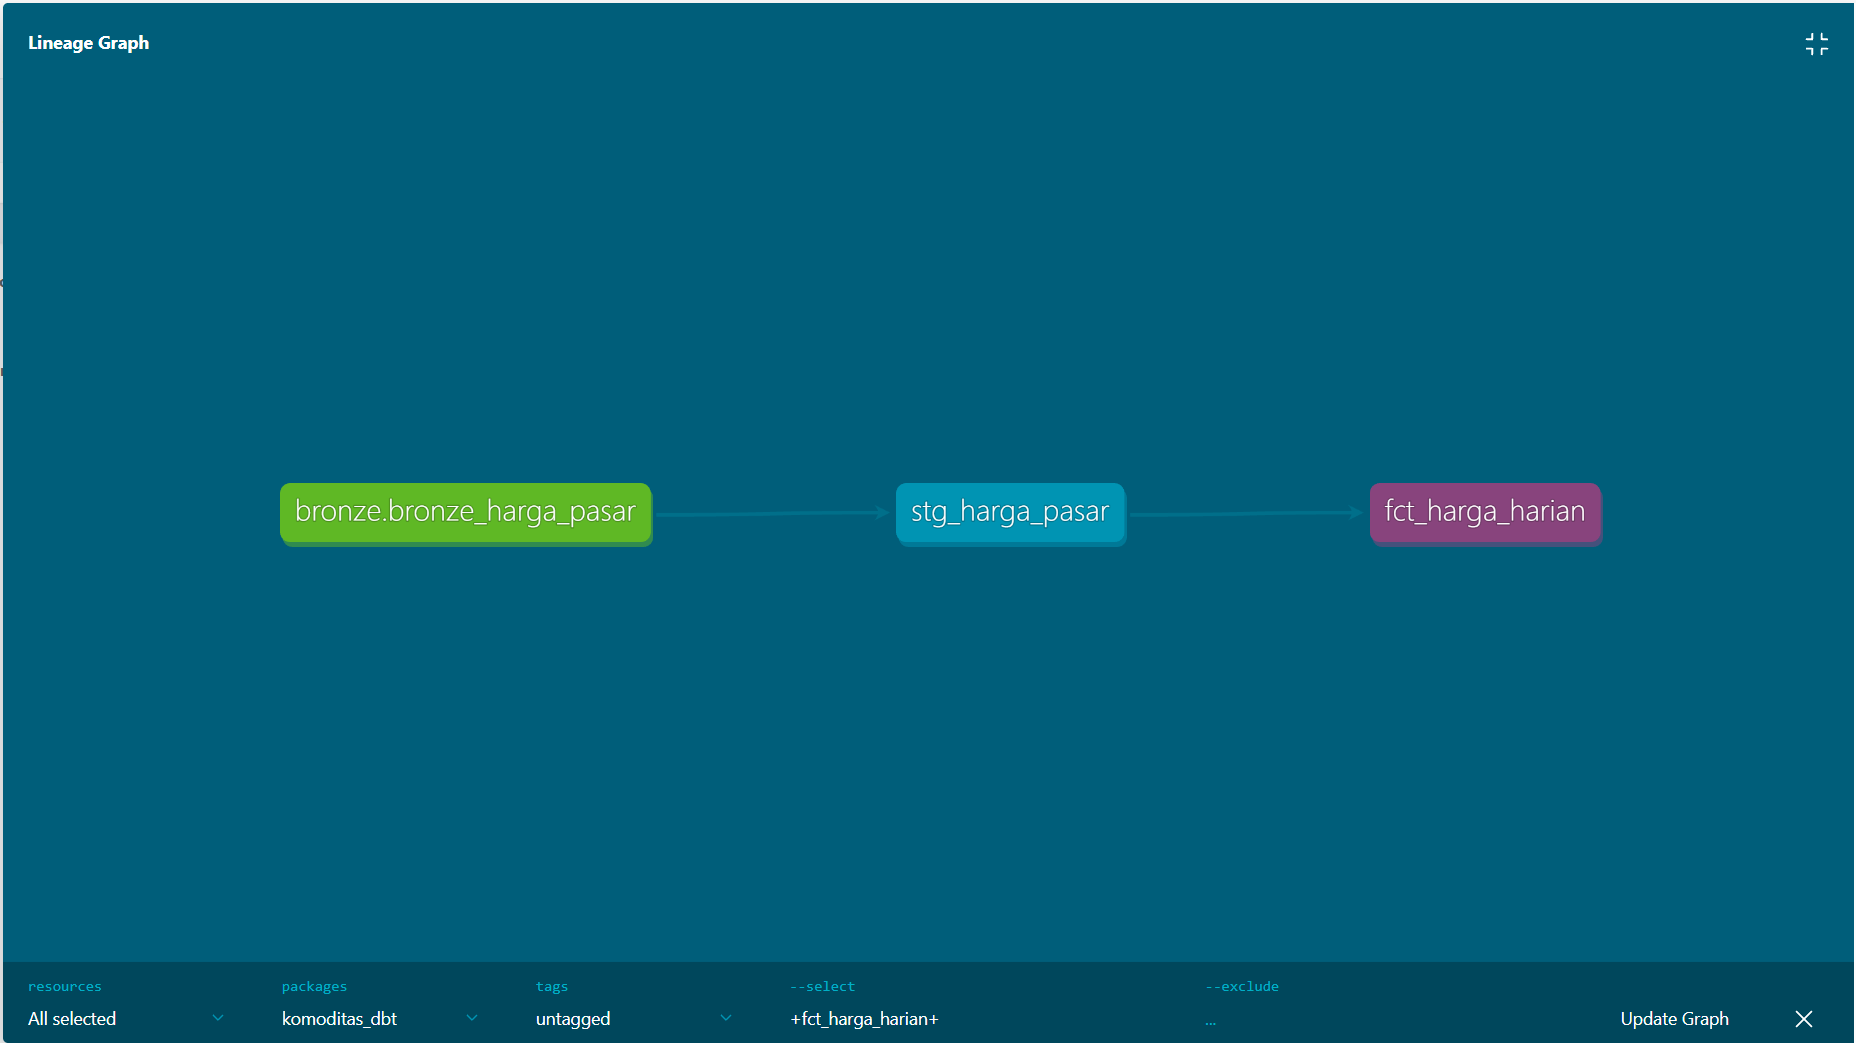 Lineage Graph
bronze.bronze_harga_pasar
stg_harga_pasar
fct_harga_harian
resources
packages
tags
--select
--exclude
All selected
komoditas_dbt
untagged
+fct_harga_harian+
...
Update Graph